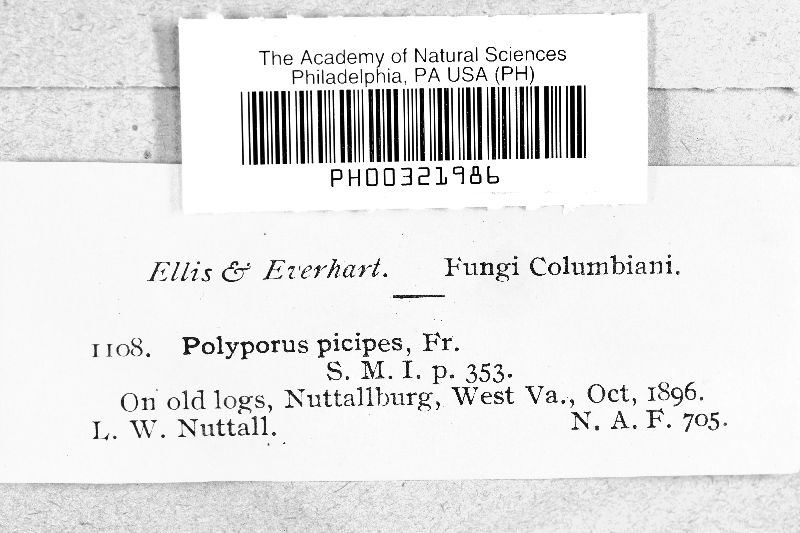 The Academy of Natural Sciences
Philadelphia, PA USA (PH)
PH00321986
Ellis & Everhart. Fungi Columbiani.
1108. Polyporus picipes, Fr.
S. M. I. p. 353.
On old logs, Nuttallburg, West Va., Oct, 1896.
L. W. Nuttall. N. A. F. 705.